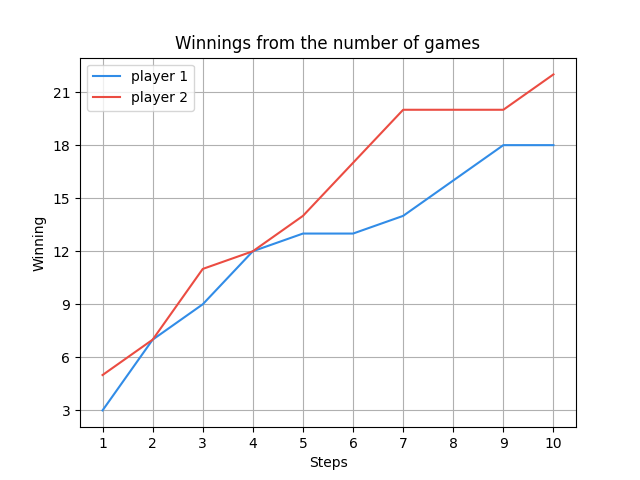 Winnings from the number of games
player 1
player 2
21
18
15
12
9
6
3
Winning
1 2 3 4 5 6 7 8 9 10
Steps